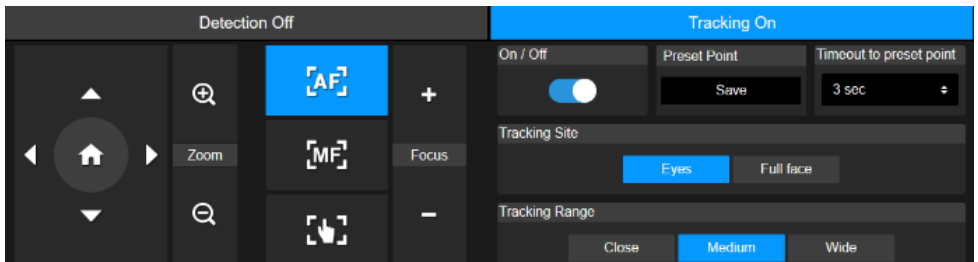 Detection Off
Tracking On
On / Off
Preset Point
Timeout to preset point
AF
Save
3 sec
Tracking Site
Zoom
MF
Focus
Eyes
Full face
Tracking Range
Close
Medium
Wide